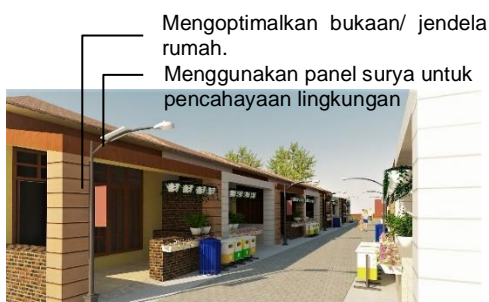 Mengoptimalkan bukaan/ jendela
rumah.
Menggunakan panel surya untuk
pencahayaan lingkungan